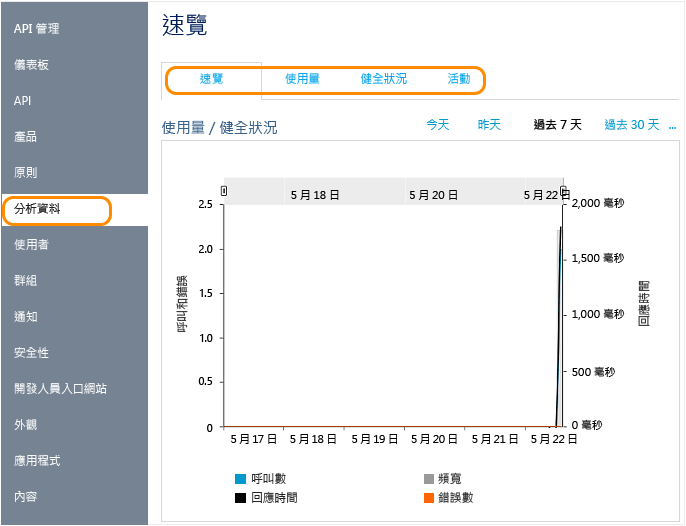 API 管理
儀表板
API
產品
原則
分析資料
使用者
群組
通知
安全性
開發人員入口網站
外觀
應用程式
內容
速覽
速覽 使用量 健全狀況 活動
使用量 / 健全狀況
今天 昨天 過去 7 天 過去 30 天 ...
5 月 18 日 5 月 20 日 5 月 22 日
2.5
2.0
1.5
1.0
0.5
0
呼叫和錯誤
2,000 毫秒
1,500 毫秒
1,000 毫秒
500 毫秒
0 毫秒
回應時間
5 月 17 日 5 月 18 日 5 月 19 日 5 月 20 日 5 月 21 日 5 月 22 日
呼叫數 頻寬
回應時間 錯誤數